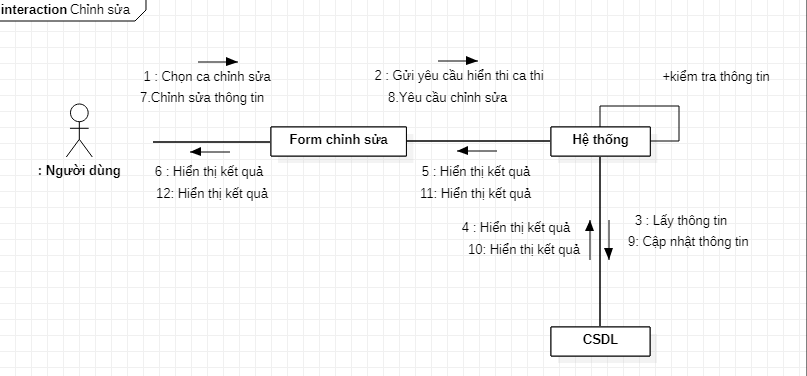 interaction Chỉnh sửa
1 : Chọn ca chỉnh sửa
7.Chỉnh sửa thông tin
2 : Gửi yêu cầu hiển thi ca thi
8.Yêu cầu chỉnh sửa
+kiểm tra thông tin
Form chỉnh sửa
Hệ thống
: Người dùng
6 : Hiển thị kết quả
12: Hiển thị kết quả
5 : Hiển thị kết quả
11: Hiển thị kết quả
4 : Hiển thị kết quả
10: Hiển thị kết quả
3 : Lấy thông tin
9: Cập nhật thông tin
CSDL